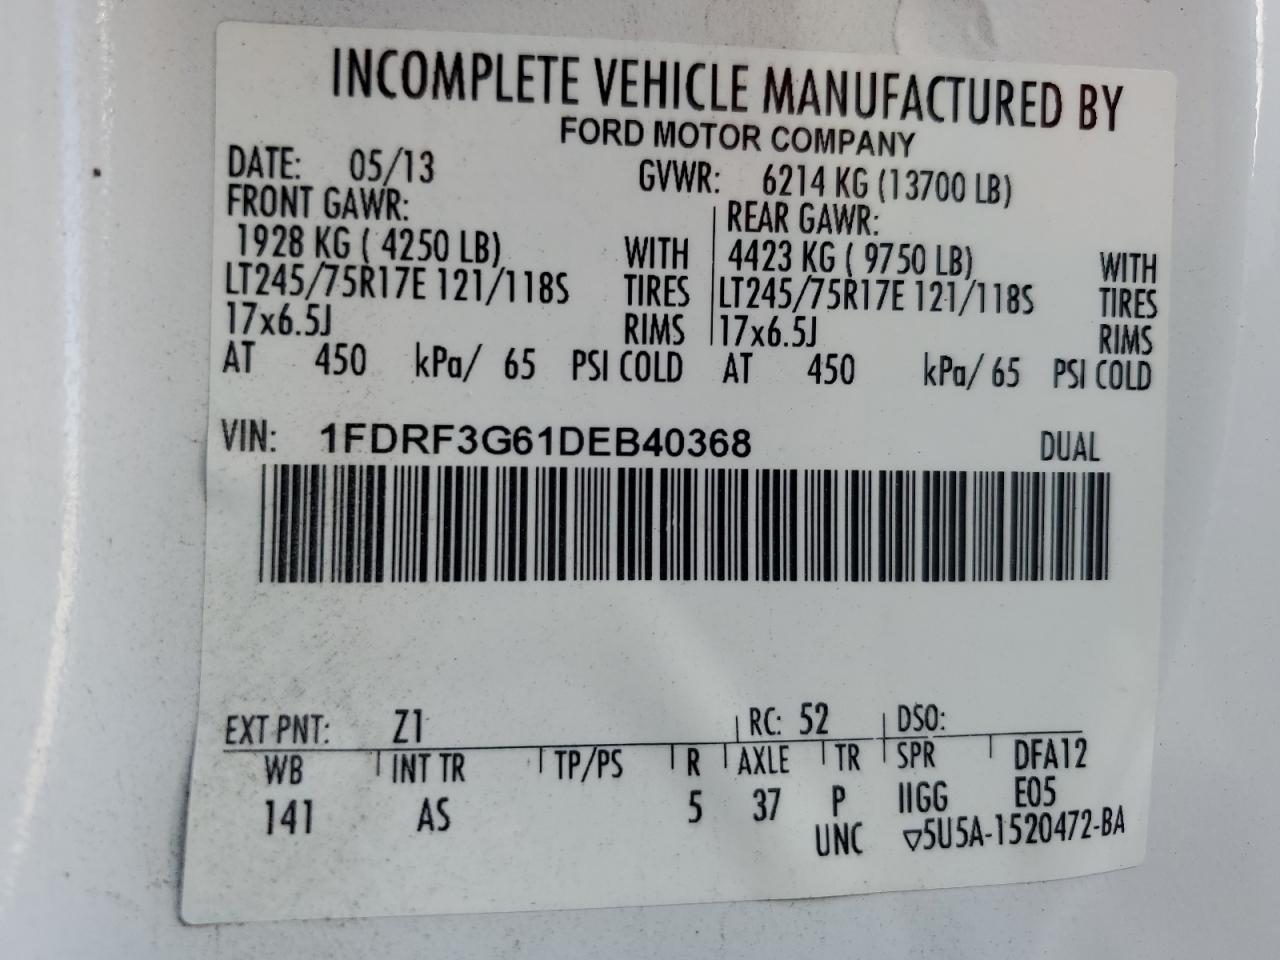 INCOMPLETE VEHICLE MANUFACTURED BY
FORD MOTOR COMPANY
DATE: 05/13 GVWR: 6214 KG (13700 LB)
FRONT GAWR: REAR GAWR:
1928 KG ( 4250 LB) WITH 4423 KG ( 9750 LB) WITH
LT245/75R17E 121/118S TIRES LT245/75R17E 121/118S TIRES
17x6.5J RIMS 17x6.5J RIMS
AT 450 kPa/ 65 PSI COLD AT 450 kPa/ 65 PSI COLD
VIN: 1FDRF3G61DEB40368 DUAL
EXT PNT: Z1 RC: 52 DSO:
WB INT TR TP/PS R AXLE TR SPR DFA12
141 AS 5 37 P IIGG E05
UNC ▽5U5A-1520472-BA